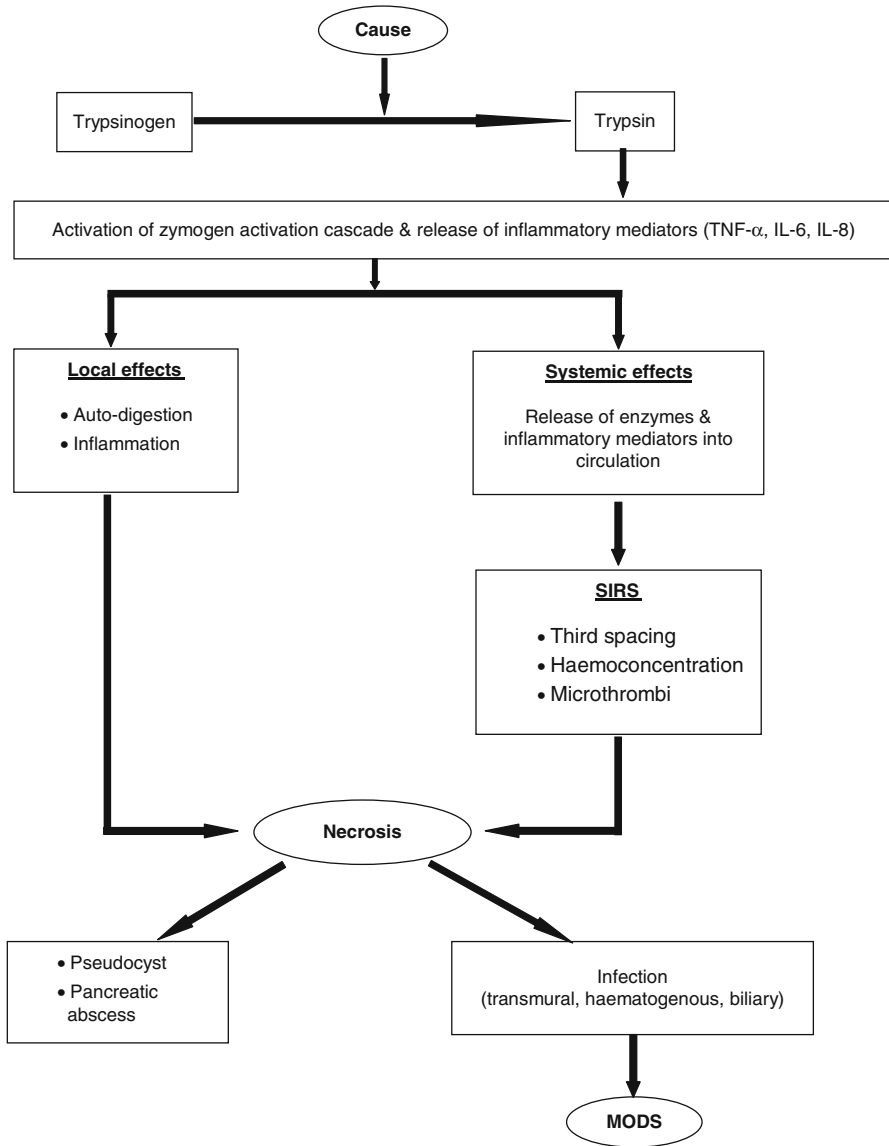 Cause
Trypsinogen
Trypsin
Activation of zymogen activation cascade & release of inflammatory mediators (TNF-α, IL-6, IL-8)
Local effects
• Auto-digestion
• Inflammation
Systemic effects
Release of enzymes &
inflammatory mediators into
circulation
SIRS
• Third spacing
• Haemoconcentration
• Microthrombi
Necrosis
• Pseudocyst
• Pancreatic
abscess
Infection
(transmural, haematogenous, biliary)
MODS